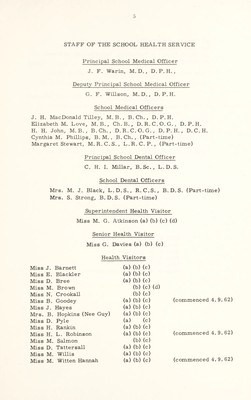 5
STAFF OF THE SCHOOL HEALTH SERVICE
Principal School Medical Officer
J. F. Warin, M.D., D.P.H.,
Deputy Principal School Medical Officer
G. F. Willson, M.D., D.P.H.
School Medical Officers
J. H. MacDonald Tilley, M.B., B.Ch., D.P.H.
Elizabeth M. Love, M.B., Ch.B., D.R.C.O.G., D.P.H.
H. H. John, M.B., B.Ch., D.R.C.O.G., D.P.H., D.C.H.
Cynthia M. Phillips, B.M., B.Ch., (Part-time)
Margaret Stewart, M.R.C.S., L.R.C.P., (Part-time)
Principal School Dental Officer
C. H. I. Millar, B.Sc., L.D.S.
School Dental Officers
Mrs. M. J. Black, L.D.S., R.C.S., B.D.S. (Part-time)
Mrs. S. Strong, B.D.S. (Part-time)
Superintendent Health Visitor
Miss M. G. Atkinson (a) (b) (c) (d)
Senior Health Visitor
Miss G. Davies (a) (b) (c)
Health Visitors
Miss J. Barnett (a) (b) (c)
Miss E. Blackler (a) (b) (c)
Miss D. Bree (a) (b) (c)
Miss M. Brown (b) (c) (d)
Miss N. Crookall (b) (c)
Miss B. Goodey (a) (b) (c) (commenced 4.9.62)
Miss J. Hayes (a) (b) (c)
Mrs. B. Hopkins (Nee Guy) (a) (b) (c)
Miss D. Pyle (a) (c)
Miss H. Rankin (a) (b) (c)
Miss H. L. Robinson (a) (b) (c) (commenced 4.9.62)
Miss M. Salmon (b) (c)
Miss D. Tattersall (a) (b) (c)
Miss M. Willis (a) (b) (c)
Miss M. Witten Hannah (a) (b) (c) (commenced 4.9.62)